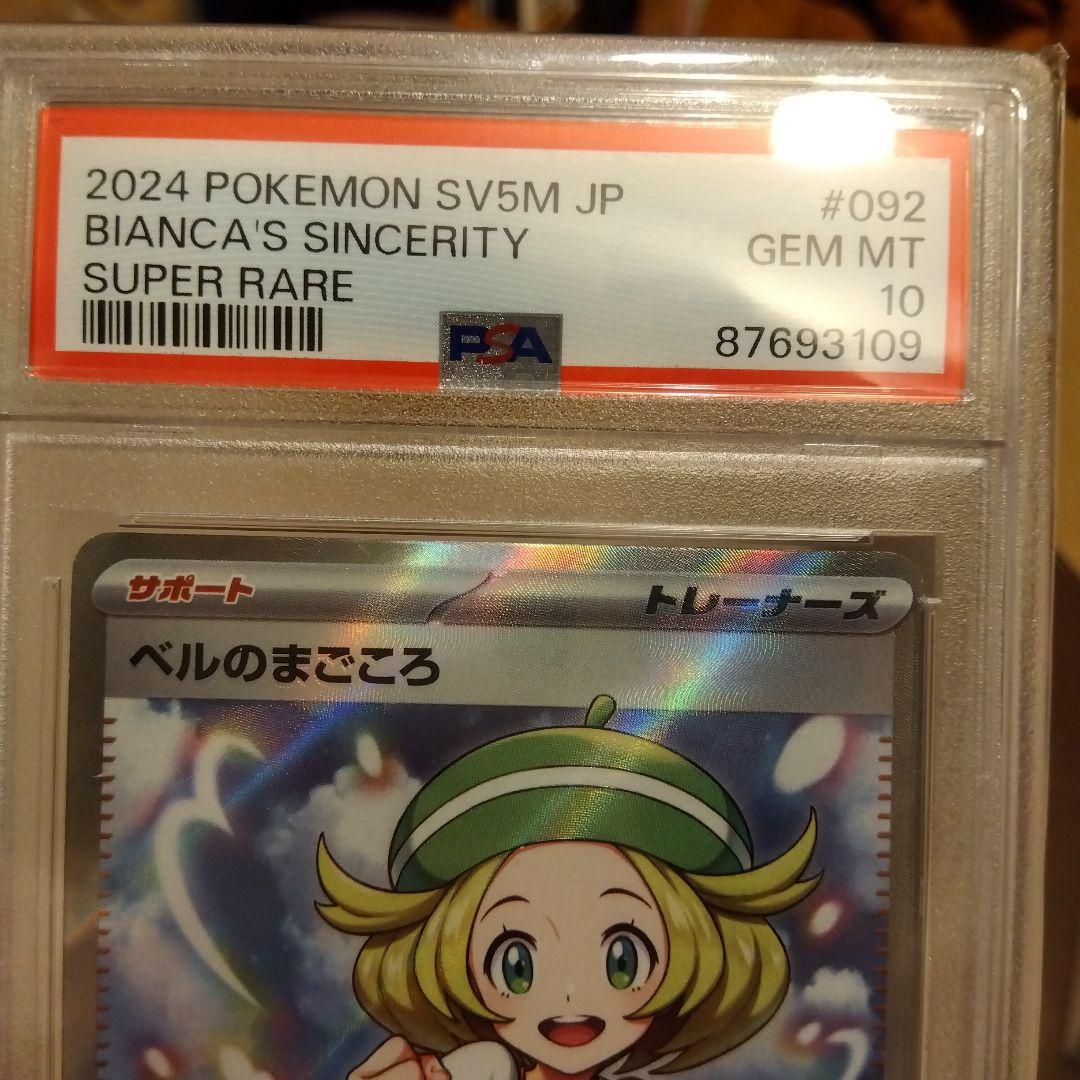 2024 POKEMON SV5M JP #092
BIANCA'S SINCERITY GEM MT
SUPER RARE 10
PSA 87693109
サポート トレーナーズ
ベルのまごころ